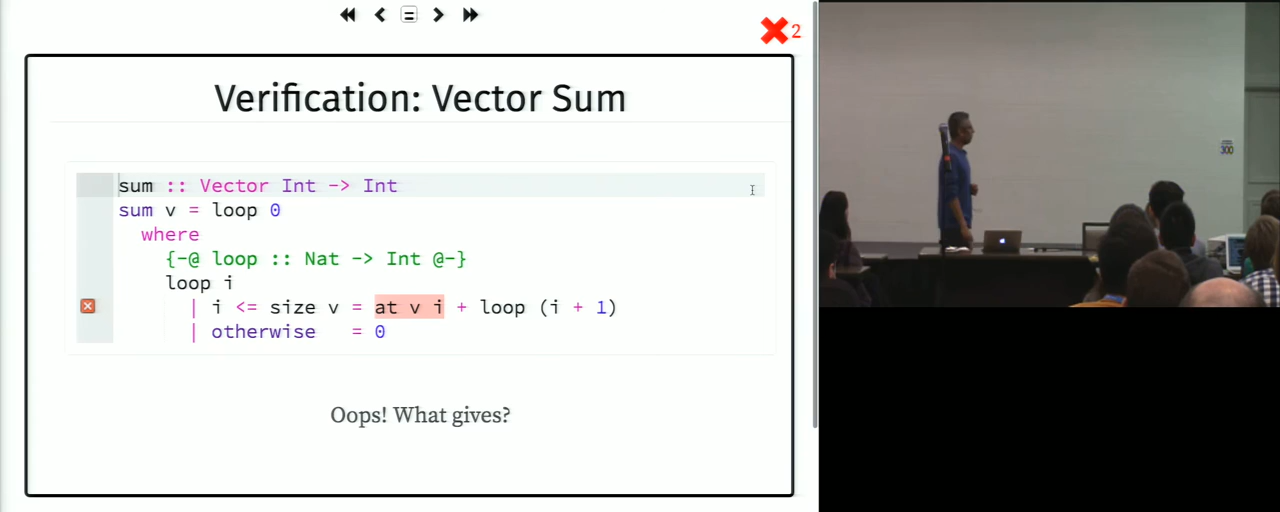 2
Verification: Vector Sum
sum :: Vector Int -> Int
sum v = loop 0
where
{-@ loop :: Nat -> Int @-}
loop i
| i <= size v = at v i + loop (i + 1)
| otherwise = 0
Oops! What gives?
300